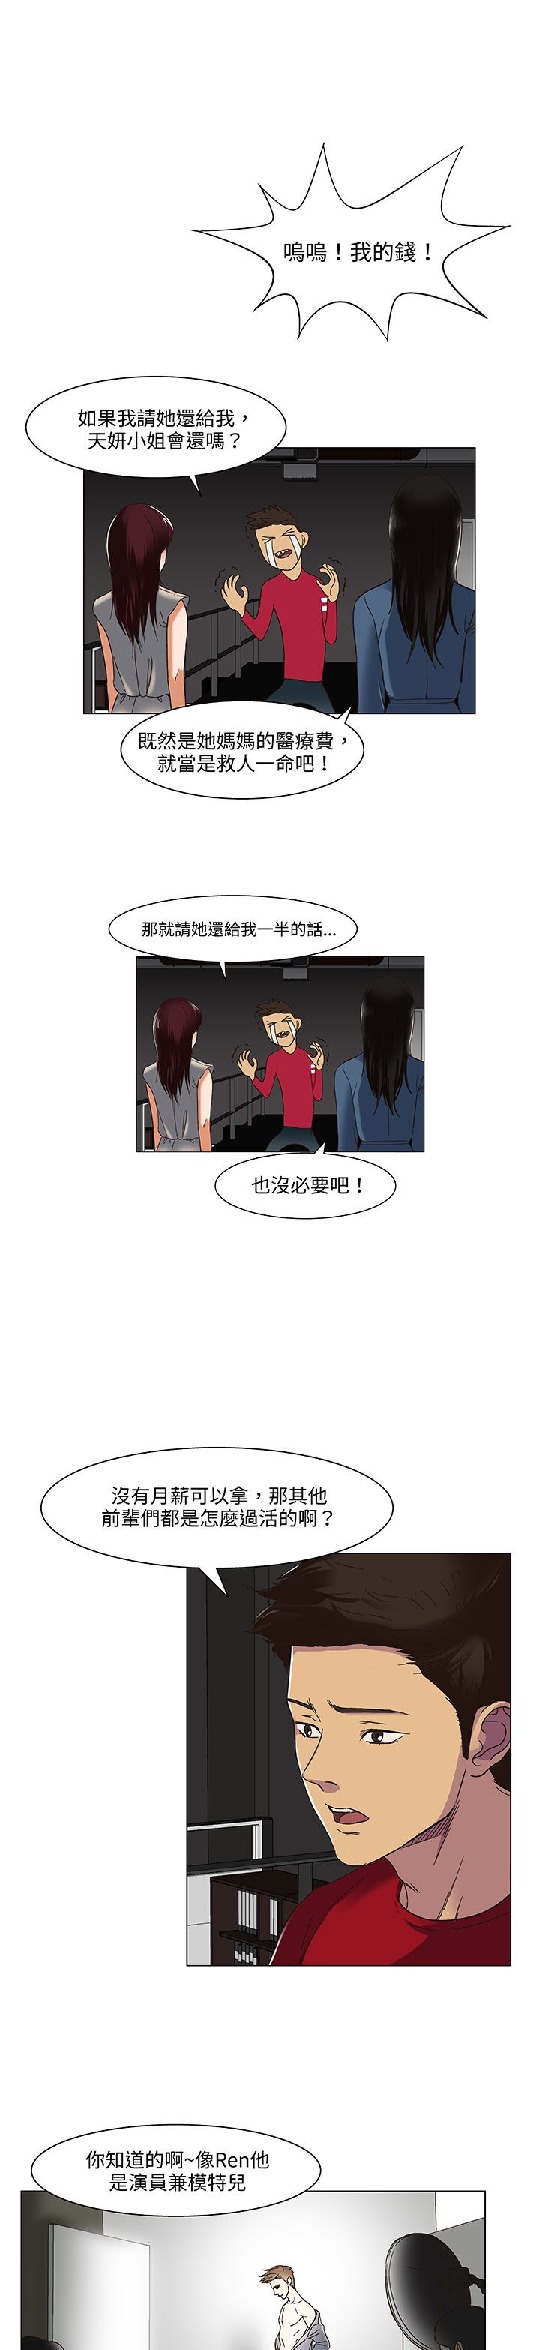 嗚嗚！我的錢！
如果我請她還給我，
天妍小姐會還嗎？
既然是她媽媽的醫療費，
就當是救人一命吧！
那就請她還給我一半的話...
也沒必要吧！
沒有月薪可以拿，那其他
前輩們都是怎麼過活的啊？
你知道的啊~像Ren他
是演員兼模特兒